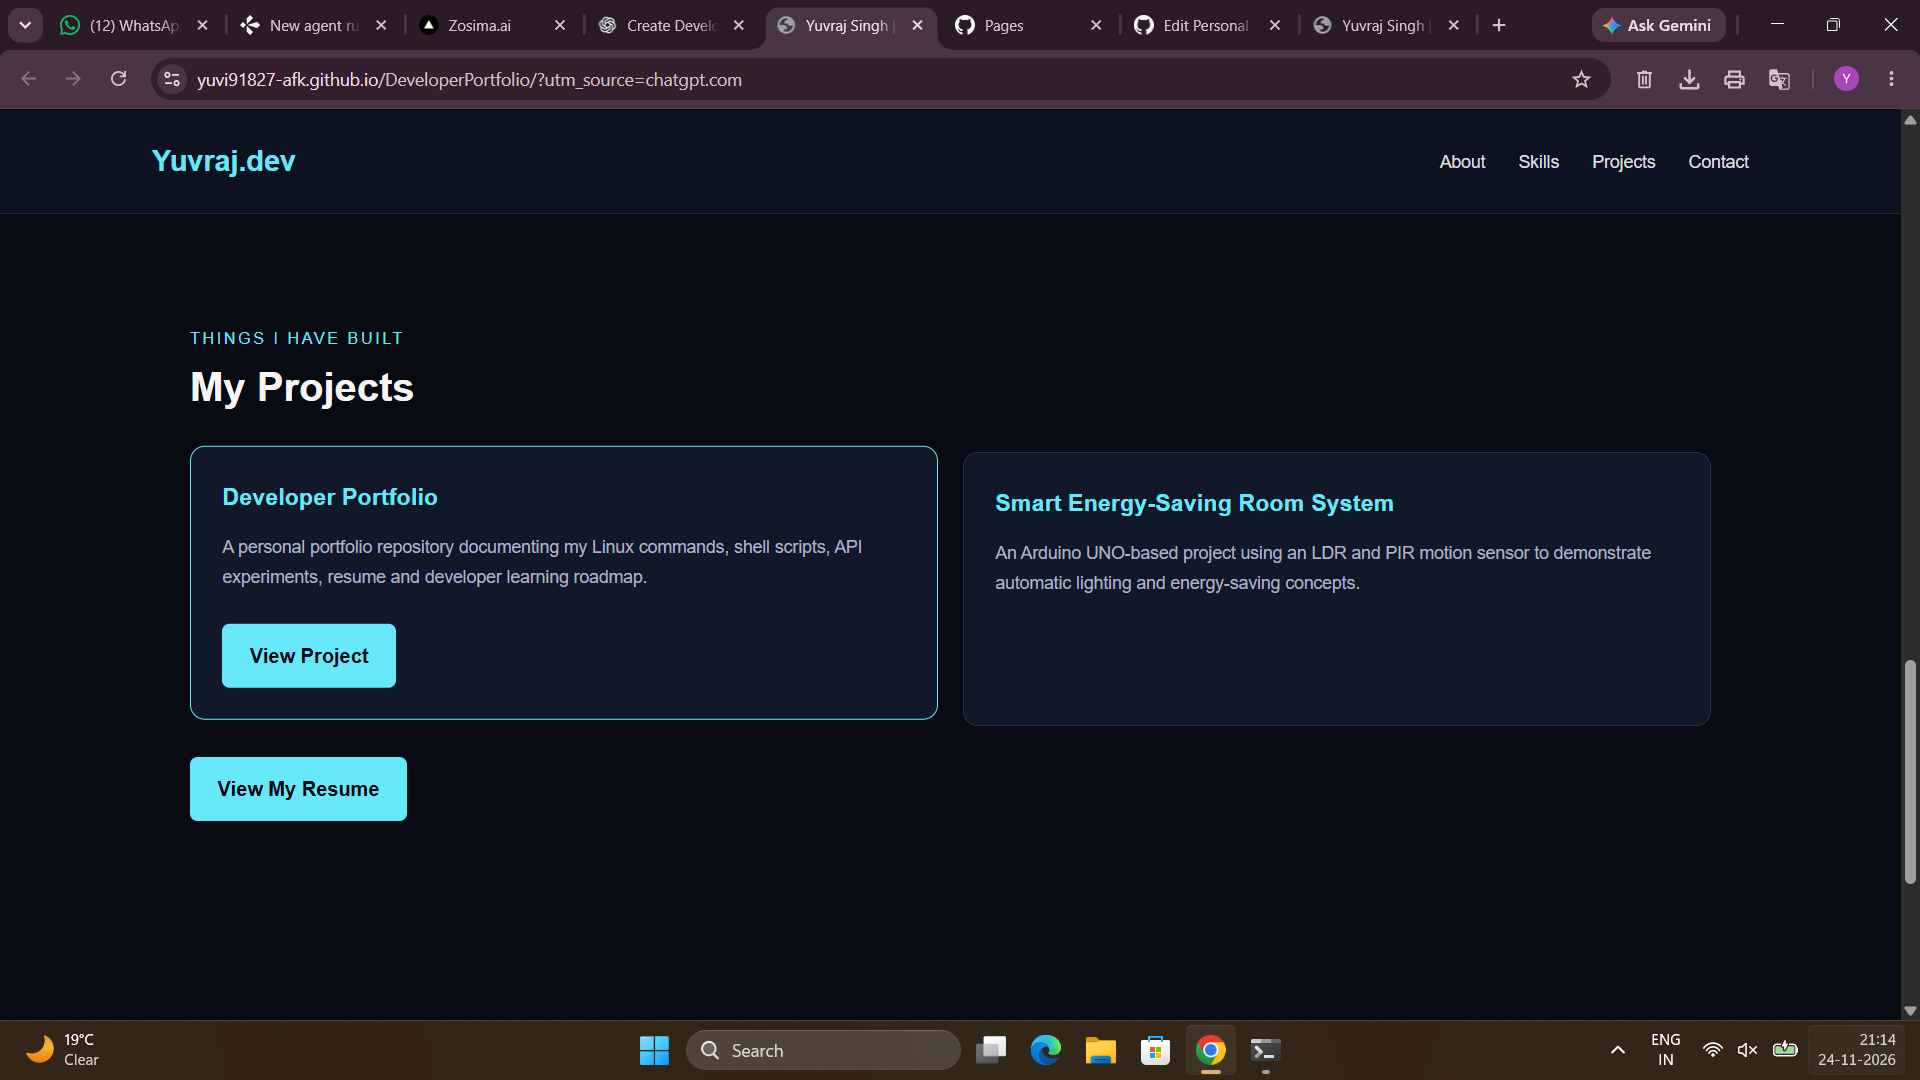 (12) WhatsAp
New agent ru
Zosima.ai
Create Develo
Yuvraj Singh |
Pages
Edit Personal
Yuvraj Singh |
Ask Gemini
yuvi91827-afk.github.io/DeveloperPortfolio/?utm_source=chatgpt.com
Y
Yuvraj.dev
About
Skills
Projects
Contact
THINGS I HAVE BUILT
My Projects
Developer Portfolio
A personal portfolio repository documenting my Linux commands, shell scripts, API
experiments, resume and developer learning roadmap.
View Project
Smart Energy-Saving Room System
An Arduino UNO-based project using an LDR and PIR motion sensor to demonstrate
automatic lighting and energy-saving concepts.
View My Resume
19°C
Clear
Search
ENG
IN
21:14
24-11-2026